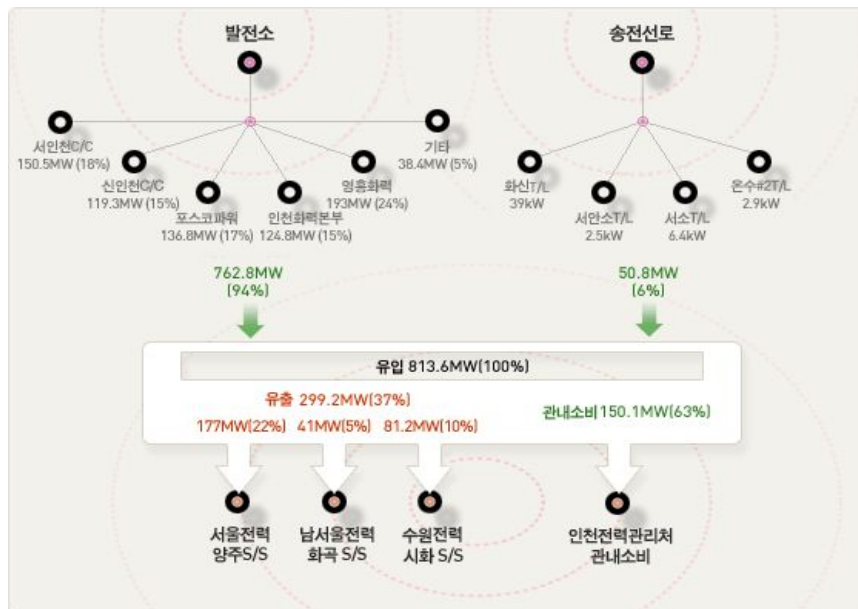 발전소
송전선로
서인천C/C
150.5MW (18%)
신인천C/C
119.3MW (15%)
포스코파워
136.8MW (17%)
인천화력본부
124.8MW (15%)
영흥화력
193MW (24%)
기타
38.4MW (5%)
화신T/L
39kW
서안소T/L
2.5kW
서소T/L
6.4kW
온수#2T/L
2.9kW
762.8MW
(94%)
50.8MW
(6%)
유입 813.6MW(100%)
유출 299.2MW(37%)
177MW(22%) 41MW(5%) 81.2MW(10%)
관내소비 150.1MW(63%)
서울전력
양주S/S
남서울전력
화곡 S/S
수원전력
시화 S/S
인천전력관리처
관내소비